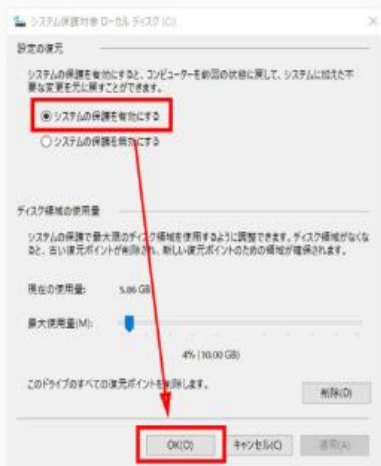 システム保護対象 ローカル ディスク (C:)
設定の復元
システムの保護を有効にすると、コンピューターを前回の状態に戻して、システムに加えた不
要な変更を元に戻すことができます。
システムの保護を有効にする
システムの保護を無効にする
ディスク領域の使用量
システムの保護で最大限のディスク領域を使用するように調整できます。ディスク領域がなくな
ると、古い復元ポイントが削除され、新しい復元ポイントのための領域が確保されます。
現在の使用量: 5.86 GB
最大使用量(M):
4% (10.00 GB)
このドライブのすべての復元ポイントを削除します。
削除(D)
OK(O) キャンセル(C) 適用(A)